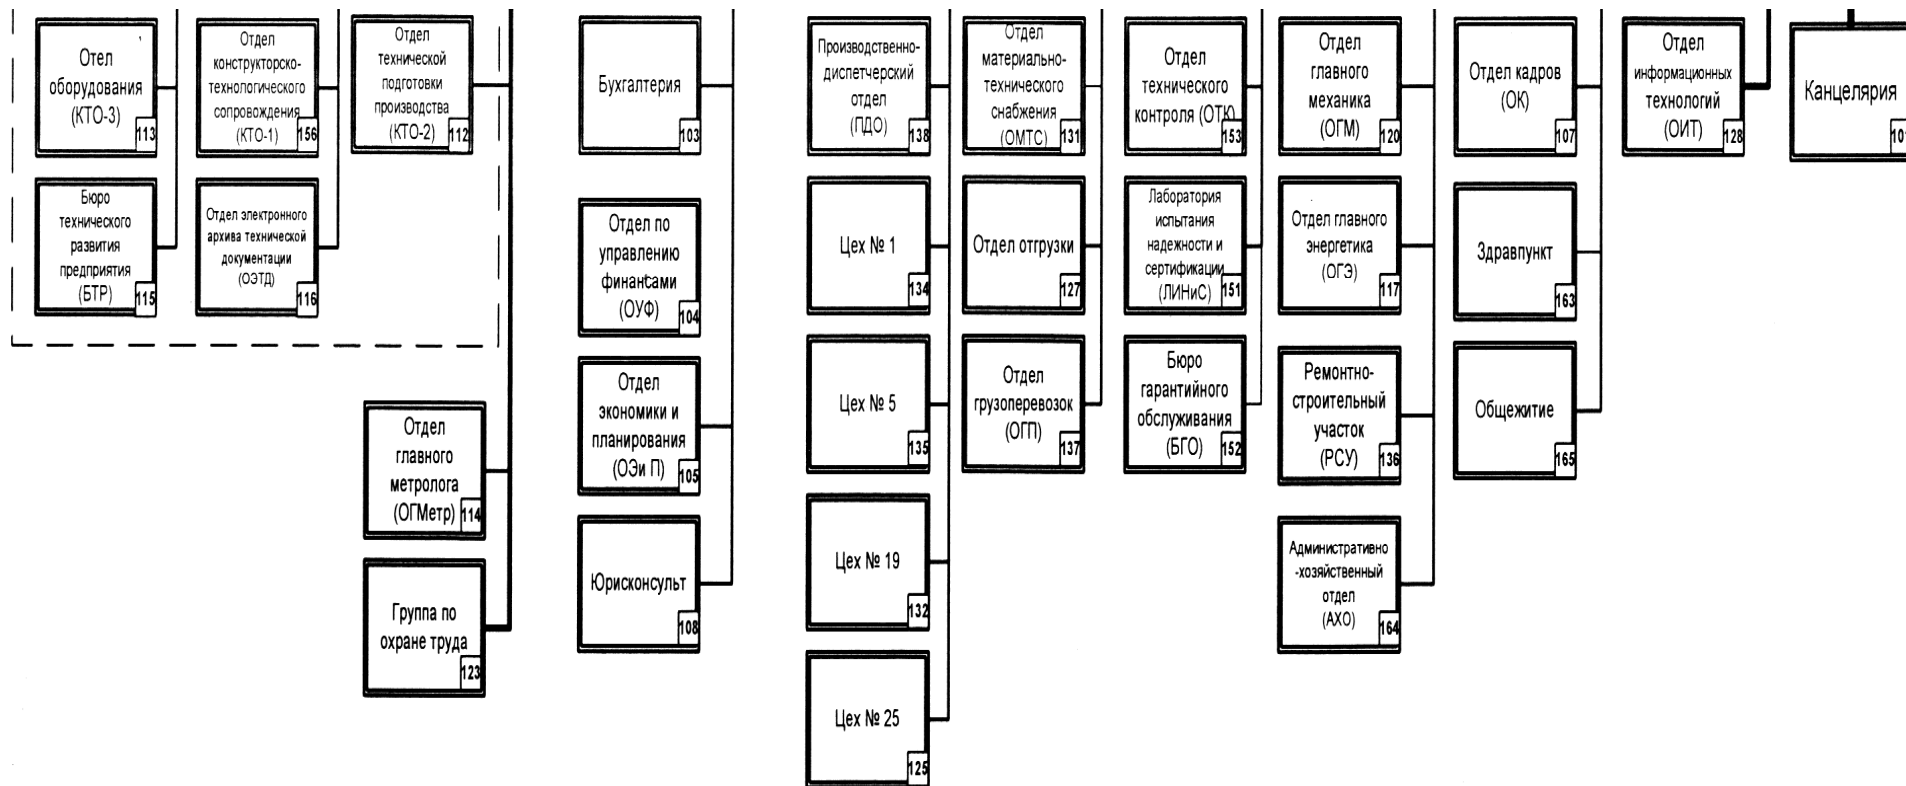 Отел
оборудования
(КТО-3)
113
Отдел
конструкторско-
технологического
сопровождения
(КТО-1)
156
Отдел
технической
подготовки
производства
(КТО-2)
112
Бухгалтерия
103
Производственно-
диспетчерский
отдел
(ПДО)
138
Отдел
материально-
технического
снабжения
(ОМТС)
131
Отдел
технического
контроля (ОТК)
153
Отдел
главного
механика
(ОГМ)
120
Отдел кадров
(ОК)
107
Отдел
информационных
технологий
(ОИТ)
128
Канцелярия
101
Бюро
технического
развития
предприятия
(БТР)
115
Отдел электронного
архива технической
документации
(ОЭТД)
116
Отдел по
управлению
финансами
(ОУФ)
104
Цех № 1
134
Отдел отгрузки
127
Лаборатория
испытания
надежности и
сертификации
(ЛИНиС)
151
Отдел главного
энергетика
(ОГЭ)
117
Здравпункт
163
Отдел
экономики и
планирования
(ОЭи П)
105
Цех № 5
135
Отдел
грузоперевозок
(ОГП)
137
Бюро
гарантийного
обслуживания
(БГО)
152
Ремонтно-
строительный
участок
(РСУ)
136
Общежитие
165
Отдел
главного
метролога
(ОГМетр)
114
Юрисконсульт
108
Цех № 19
132
Административно
-хозяйственный
отдел
(АХО)
164
Группа по
охране труда
123
Цех № 25
125